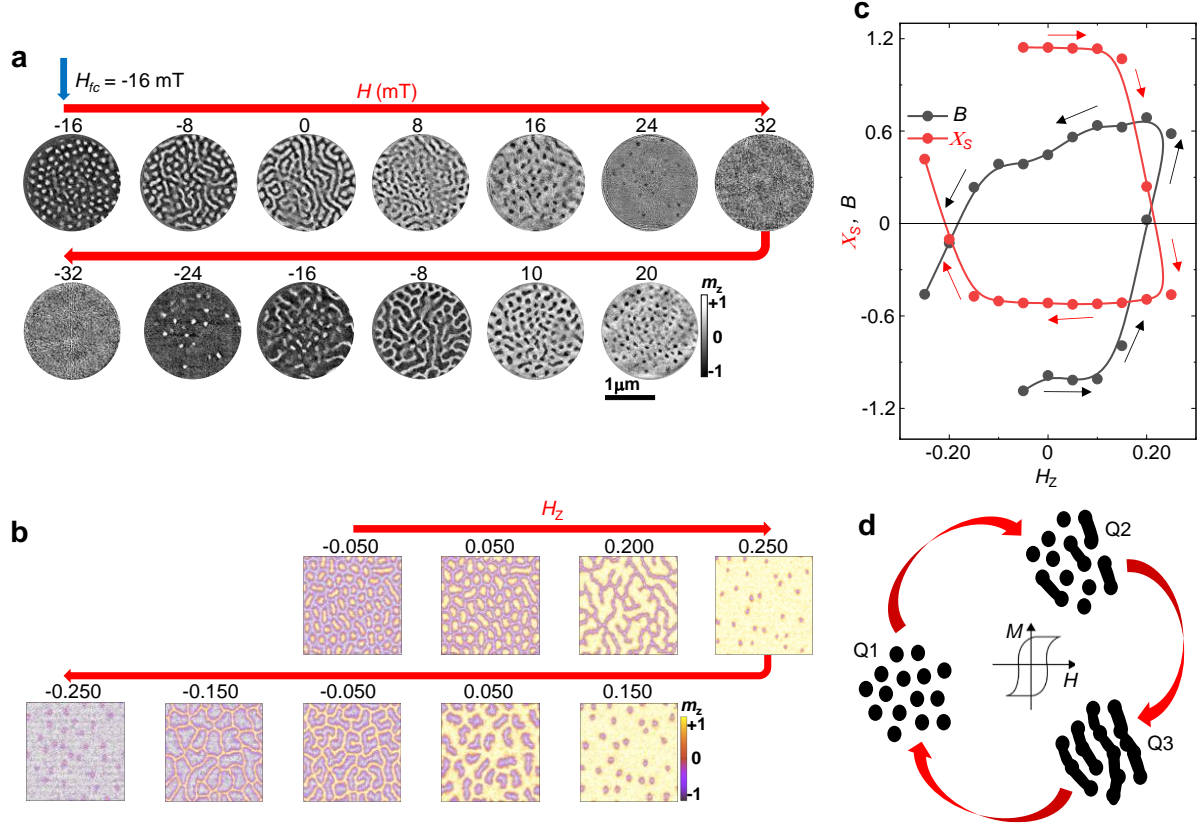 a
H_fc = -16 mT
H (mT)
-16 -8 0 8 16 24 32
-32 -24 -16 -8 10 20
m_z
+1
0
-1
1μm
b
H_Z
-0.050 0.050 0.200 0.250
-0.250 -0.150 -0.050 0.050 0.150
m_z
+1
0
-1
c
1.2
0.6
0
-0.6
-1.2
X_S, B
B
X_S
-0.20 0 0.20
H_Z
d
Q2
Q1
M
H
Q3